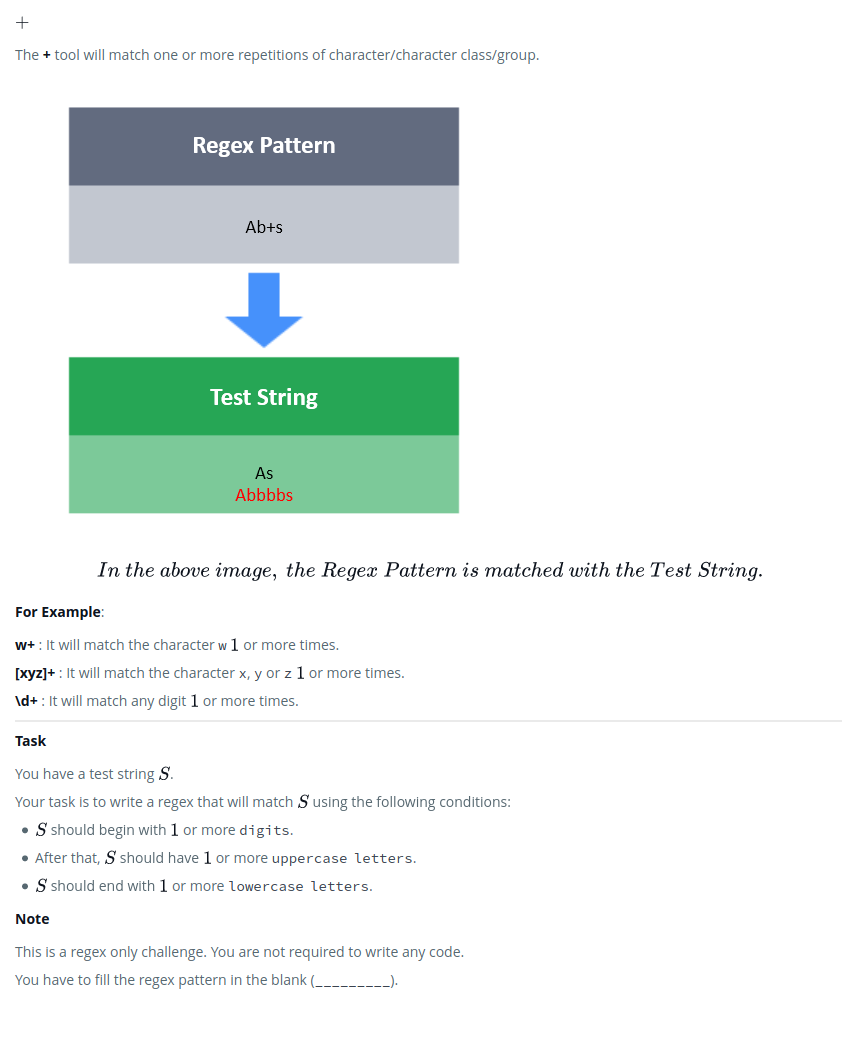 +
The + tool will match one or more repetitions of character/character class/group.
Regex Pattern
Ab+s
Test String
As
Abbbbs
In the above image, the Regex Pattern is matched with the Test String.
For Example:
w+ : It will match the character w 1 or more times.
[xyz]+ : It will match the character x, y or z 1 or more times.
\d+ : It will match any digit 1 or more times.
Task
You have a test string S.
Your task is to write a regex that will match S using the following conditions:
• S should begin with 1 or more digits.
• After that, S should have 1 or more uppercase letters.
• S should end with 1 or more lowercase letters.
Note
This is a regex only challenge. You are not required to write any code.
You have to fill the regex pattern in the blank (_________).